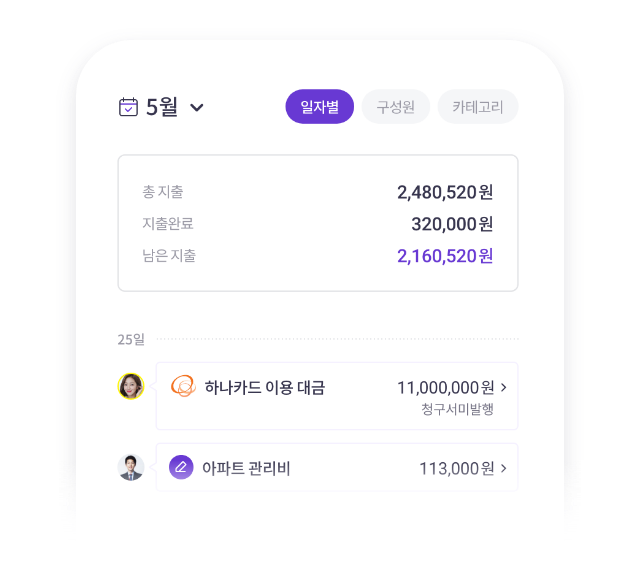 5월 일자별 구성원 카테고리
총 지출 2,480,520원
지출완료 320,000원
남은 지출 2,160,520원
25일
하나카드 이용 대금 11,000,000원
청구서미발행
아파트 관리비 113,000원